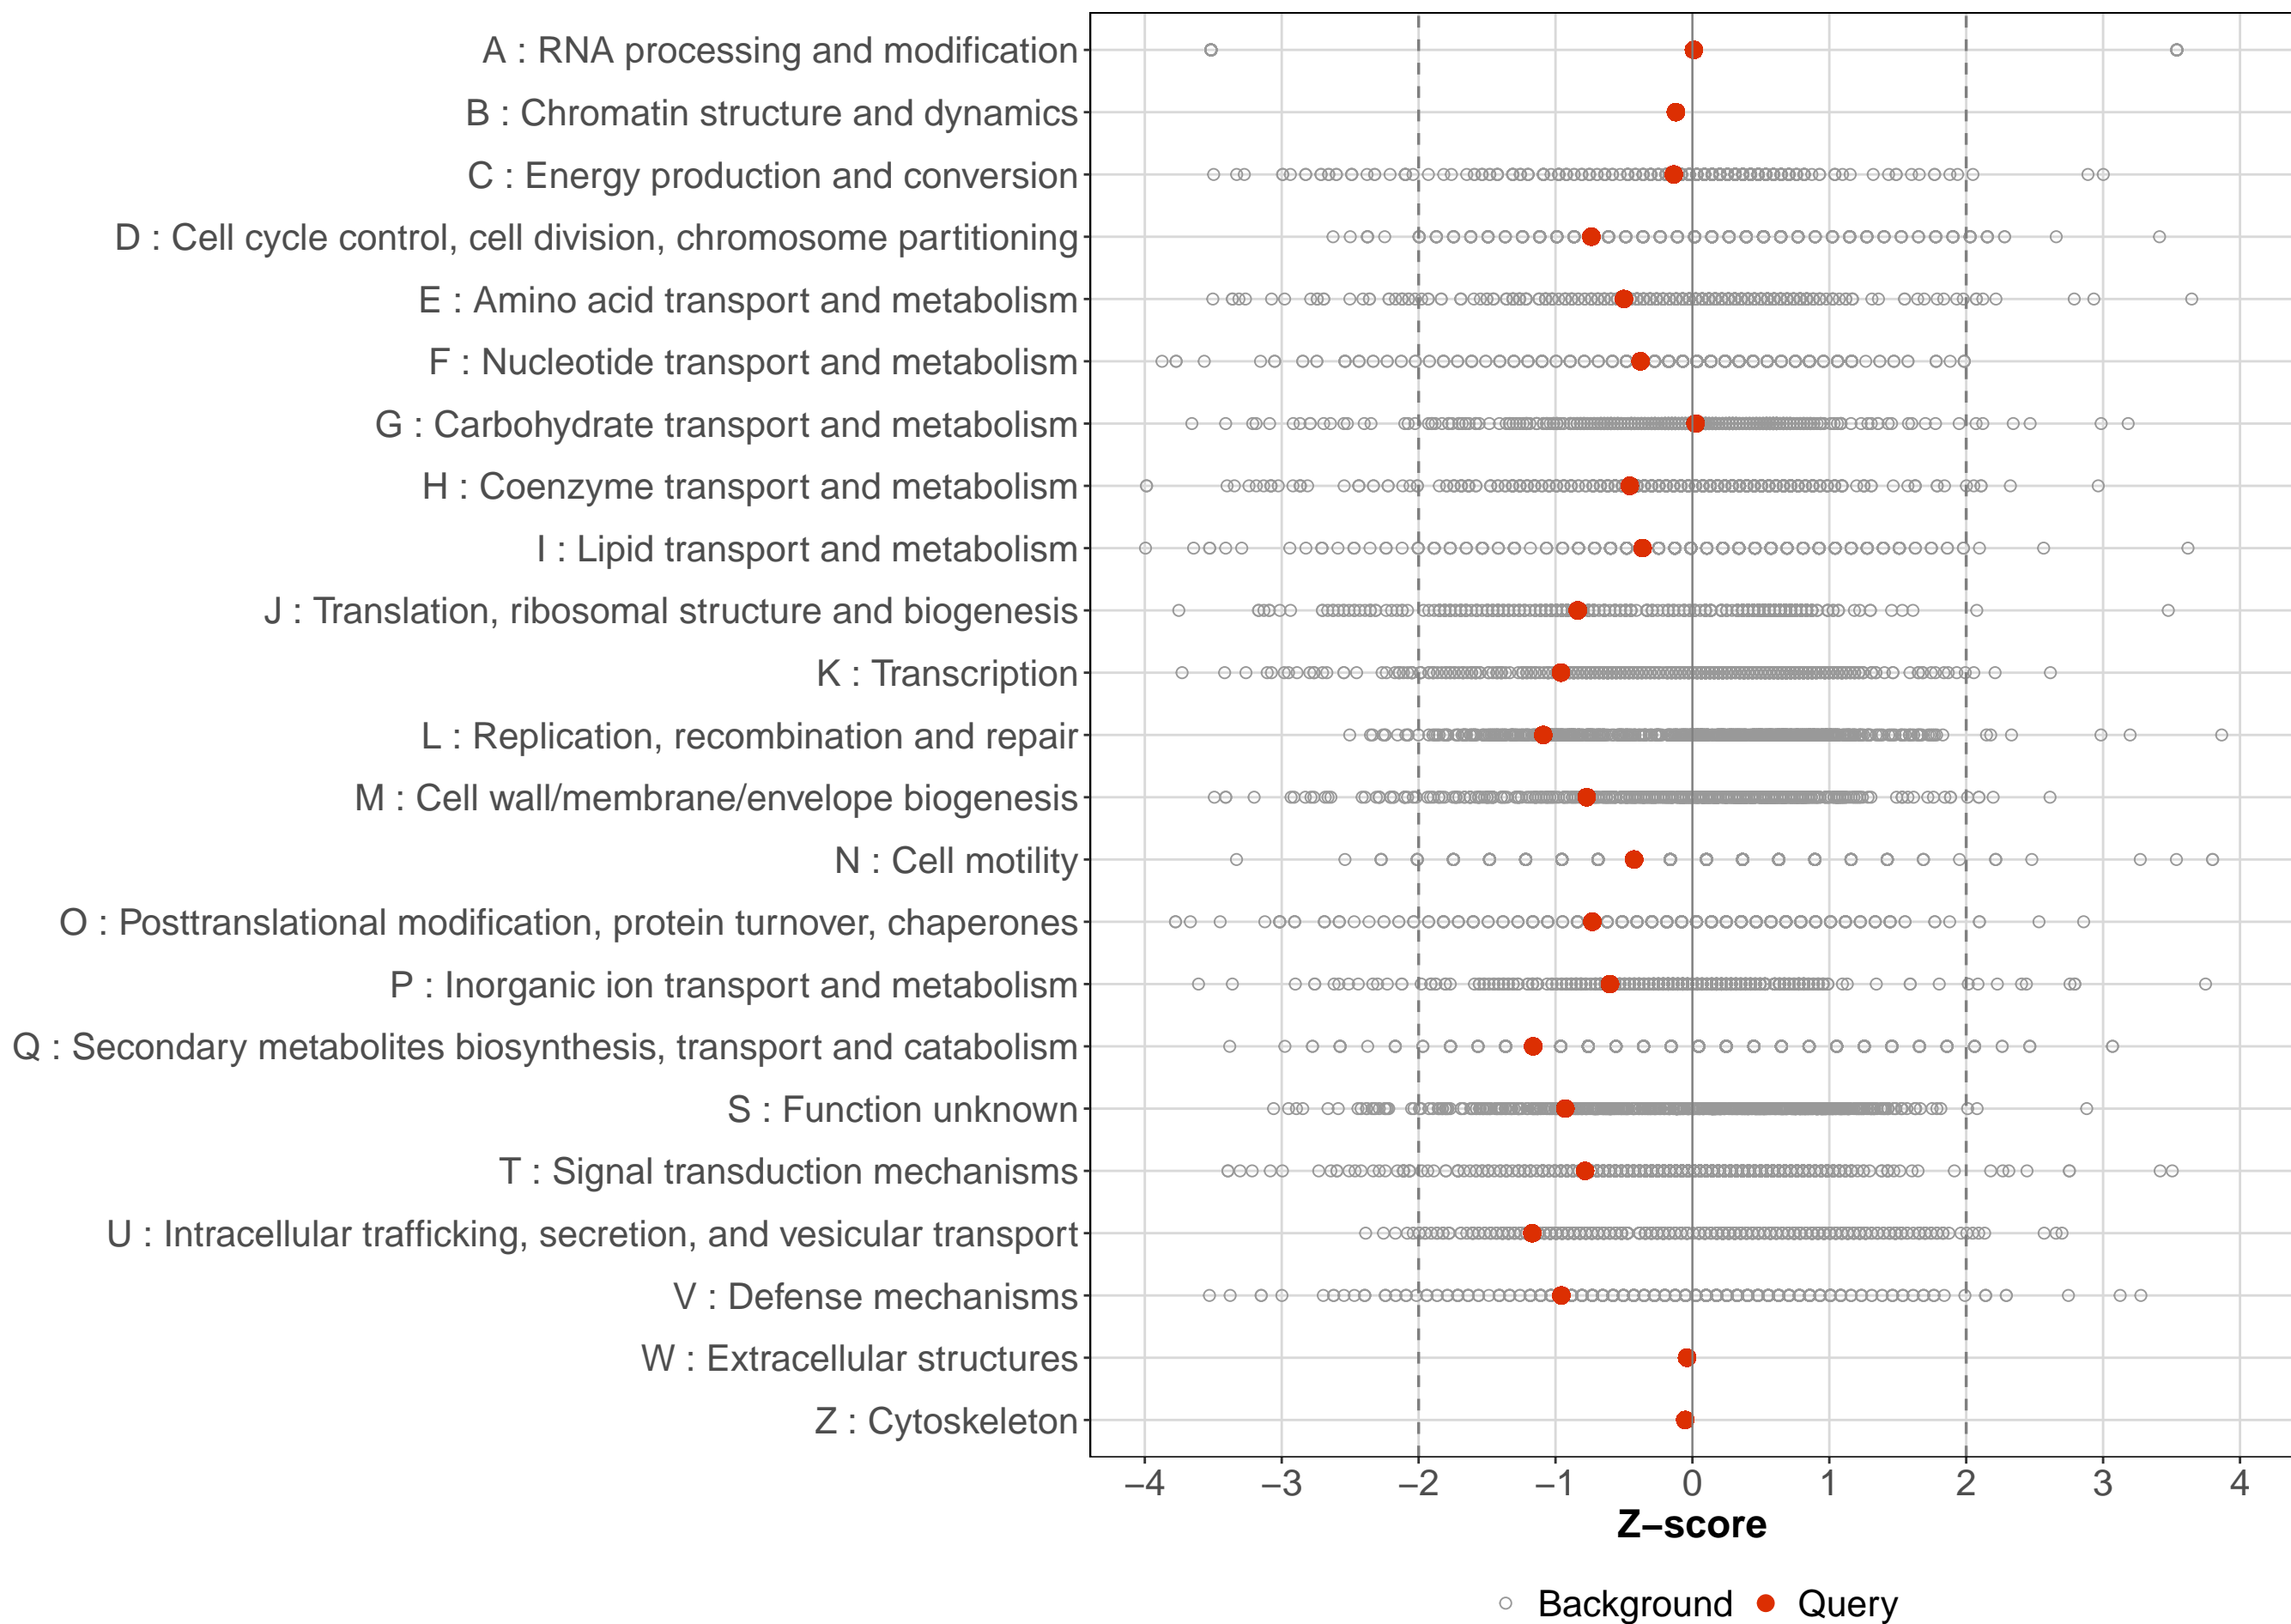 A : RNA processing and modification
B : Chromatin structure and dynamics
C : Energy production and conversion
D : Cell cycle control, cell division, chromosome partitioning
E : Amino acid transport and metabolism
F : Nucleotide transport and metabolism
G : Carbohydrate transport and metabolism
H : Coenzyme transport and metabolism
I : Lipid transport and metabolism
J : Translation, ribosomal structure and biogenesis
K : Transcription
L : Replication, recombination and repair
M : Cell wall/membrane/envelope biogenesis
N : Cell motility
O : Posttranslational modification, protein turnover, chaperones
P : Inorganic ion transport and metabolism
Q : Secondary metabolites biosynthesis, transport and catabolism
S : Function unknown
T : Signal transduction mechanisms
U : Intracellular trafficking, secretion, and vesicular transport
V : Defense mechanisms
W : Extracellular structures
Z : Cytoskeleton
−4 −3 −2 −1 0 1 2 3 4
Z−score
Background Query